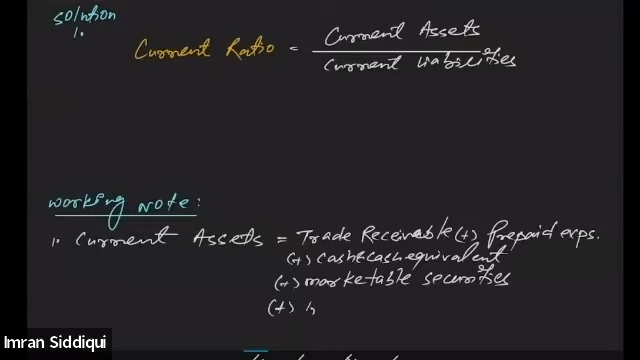 Solution
1.
Current Ratio = Current Assets
Current Liabilities
Working Note:
1. Current Assets = Trade Receivable (+) Prepaid exps.
(+) cash & cash equivalent
(+) marketable securities
(+)
Imran Siddiqui